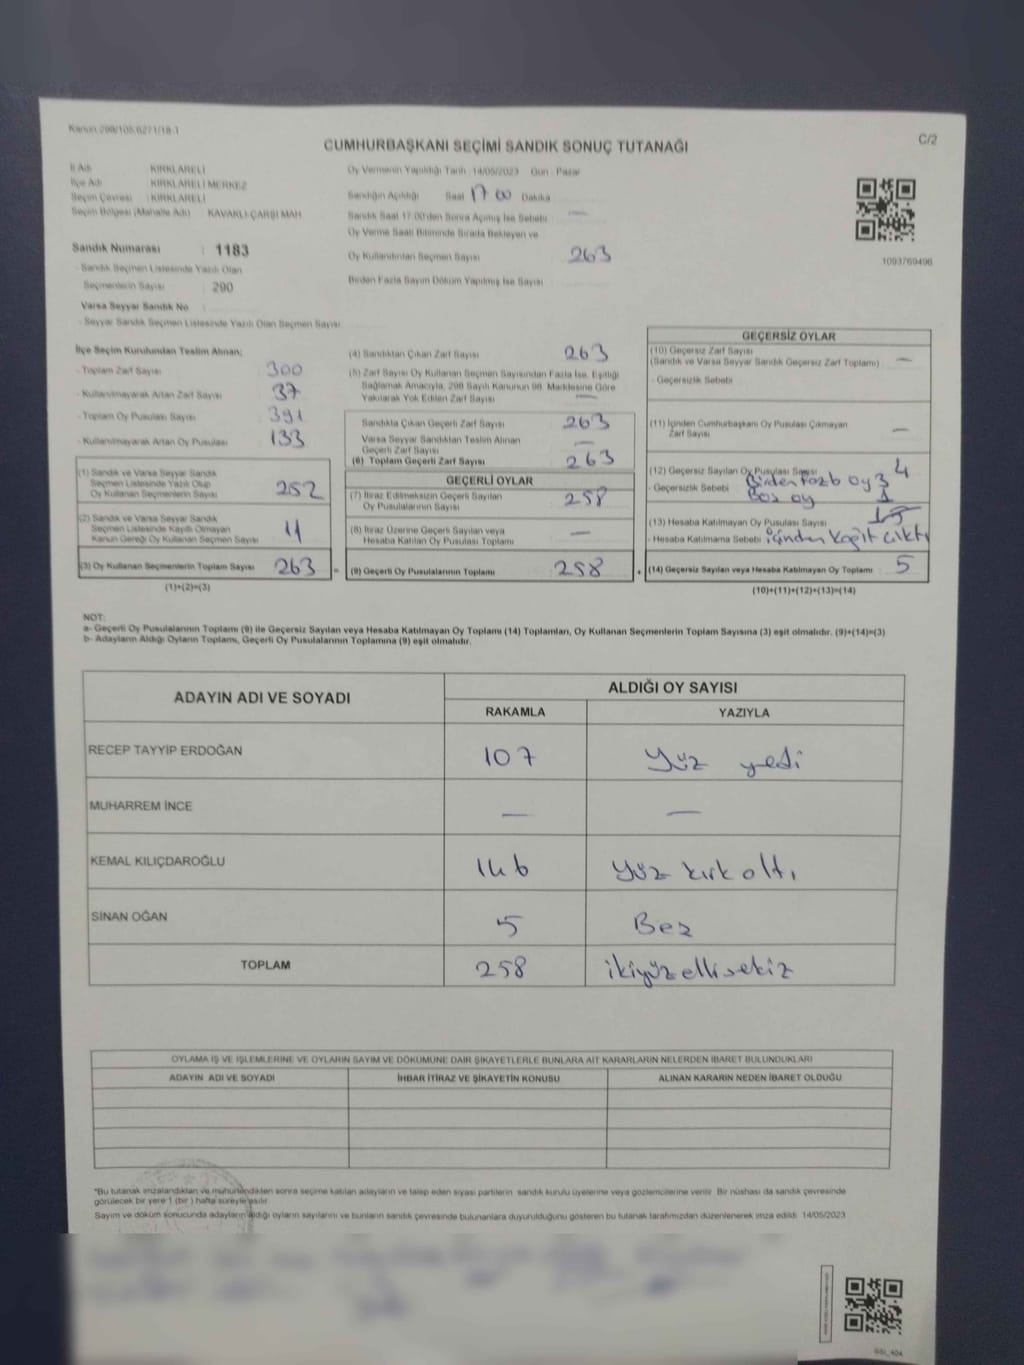 Kanun:298/105,6271/18-1
C/2
CUMHURBAŞKANI SEÇİMİ SANDIK SONUÇ TUTANAĞI
İl Adı : KIRKLARELİ
İlçe Adı : KIRKLARELİ MERKEZ
Seçim Çevresi : KIRKLARELİ
Seçim Bölgesi (Mahalle Adı) : KAVAKLI ÇARŞI MAH
Sandık Numarası : 1183
- Sandık Seçmen Listesinde Yazılı Olan
Seçmenlerin Sayısı : 290
Varsa Seyyar Sandık No :
- Seyyar Sandık Seçmen Listesinde Yazılı Olan Seçmen Sayısı:
Oy Vermenin Yapıldığı Tarih : 14/05/2023 Gün : Pazar
Sandığın Açıldığı Saat 17 00 Dakika
Sandık Saat 17.00'den Sonra Açmış İse Sebebi : —
Oy Verme Saati Bitiminde Sırada Bekleyen ve
Oy Kullandırılan Seçmen Sayısı 263
Birden Fazla Sayım Döküm Yapılmış İse Sayısı :
1093769496
İlçe Seçim Kurulundan Teslim Alınan;
- Toplam Zarf Sayısı : 300
- Kullanılmayarak Artan Zarf Sayısı : 37
- Toplam Oy Pusulası Sayısı : 391
- Kullanılmayarak Artan Oy Pusulası : 133
(1) Sandık ve Varsa Seyyar Sandık
Seçmen Listesinde Yazılı Olup
Oy Kullanan Seçmenlerin Sayısı : 252
(2) Sandık ve Varsa Seyyar Sandık
Seçmen Listesinde Kayıtlı Olmayan
Kanun Gereği Oy Kullanan Seçmen Sayısı : 11
(3) Oy Kullanan Seçmenlerin Toplam Sayısı : 263 =
(1)+(2)=(3)
(4) Sandıktan Çıkan Zarf Sayısı : 263
(5) Zarf Sayısı Oy Kullanan Seçmen Sayısından Fazla İse, Eşitliği
Sağlamak Amacıyla, 298 Sayılı Kanunun 98. Maddesine Göre
Yakılarak Yok Edilen Zarf Sayısı : —
Sandıkta Çıkan Geçerli Zarf Sayısı : 263
Varsa Seyyar Sandıktan Teslim Alınan
Geçerli Zarf Sayısı : —
(6) Toplam Geçerli Zarf Sayısı : 263
GEÇERLİ OYLAR
(7) İtiraz Edilmeksizin Geçerli Sayılan
Oy Pusulalarının Sayısı : 258
(8) İtiraz Üzerine Geçerli Sayılan veya
Hesaba Katılan Oy Pusulası Toplamı : —
(9) Geçerli Oy Pusulalarının Toplamı : 258 +
GEÇERSİZ OYLAR
(10) Geçersiz Zarf Sayısı
(Sandık ve Varsa Seyyar Sandık Geçersiz Zarf Toplamı) : —
- Geçersizlik Sebebi
(11) İçinden Cumhurbaşkanı Oy Pusulası Çıkmayan
Zarf Sayısı : —
(12) Geçersiz Sayılan Oy Pusulası Sayısı : 4
- Geçersizlik Sebebi : Birden Fazla oy 3
Boş oy 1
(13) Hesaba Katılmayan Oy Pusulası Sayısı :
- Hesaba Katılmama Sebebi : içinden kağıt çıktı
(14) Geçersiz Sayılan veya Hesaba Katılmayan Oy Toplamı : 5
(10)+(11)+(12)+(13)=(14)
NOT:
a- Geçerli Oy Pusulalarının Toplamı (9) ile Geçersiz Sayılan veya Hesaba Katılmayan Oy Toplamı (14) Toplamları, Oy Kullanan Seçmenlerin Toplam Sayısına (3) eşit olmalıdır. (9)+(14)=(3)
b- Adayların Aldığı Oyların Toplamı, Geçerli Oy Pusulalarının Toplamına (9) eşit olmalıdır.
ADAYIN ADI VE SOYADI ALDIĞI OY SAYISI
RAKAMLA YAZIYLA
RECEP TAYYİP ERDOĞAN 107 Yüz yedi
MUHARREM İNCE — —
KEMAL KILIÇDAROĞLU 146 Yüz kırk altı
SİNAN OĞAN 5 Beş
TOPLAM 258 ikiyüzellisekiz
OYLAMA İŞ VE İŞLEMLERİNE VE OYLARIN SAYIM VE DÖKÜMÜNE DAİR ŞİKAYETLERLE BUNLARA AİT KARARLARIN NELERDEN İBARET BULUNDUKLARI
ADAYIN ADI VE SOYADI İHBAR İTİRAZ VE ŞİKAYETİN KONUSU ALINAN KARARIN NEDEN İBARET OLDUĞU
*Bu tutanak imzalandıktan ve mühürlendikten sonra seçime katılan adayların ve talep eden siyasi partilerin sandık kurulu üyelerine veya gözlemcilerine verilir. Bir nüshası da sandık çevresinde
görülecek bir yere 1 (bir) hafta süreyle asılır.
Sayım ve döküm sonucunda adayların aldığı oyların sayılarını ve bunların sandık çevresinde bulunanlara duyurulduğunu gösteren bu tutanak tarafımızdan düzenlenerek imza edildi. 14/05/2023